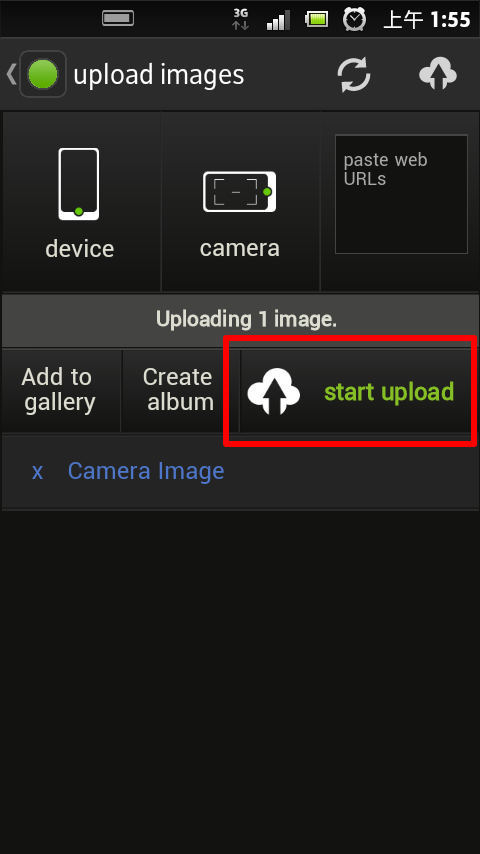 3G
上午 1:55
upload images
device
camera
paste web
URLs
Uploading 1 image.
Add to
gallery
Create
album
start upload
x Camera Image